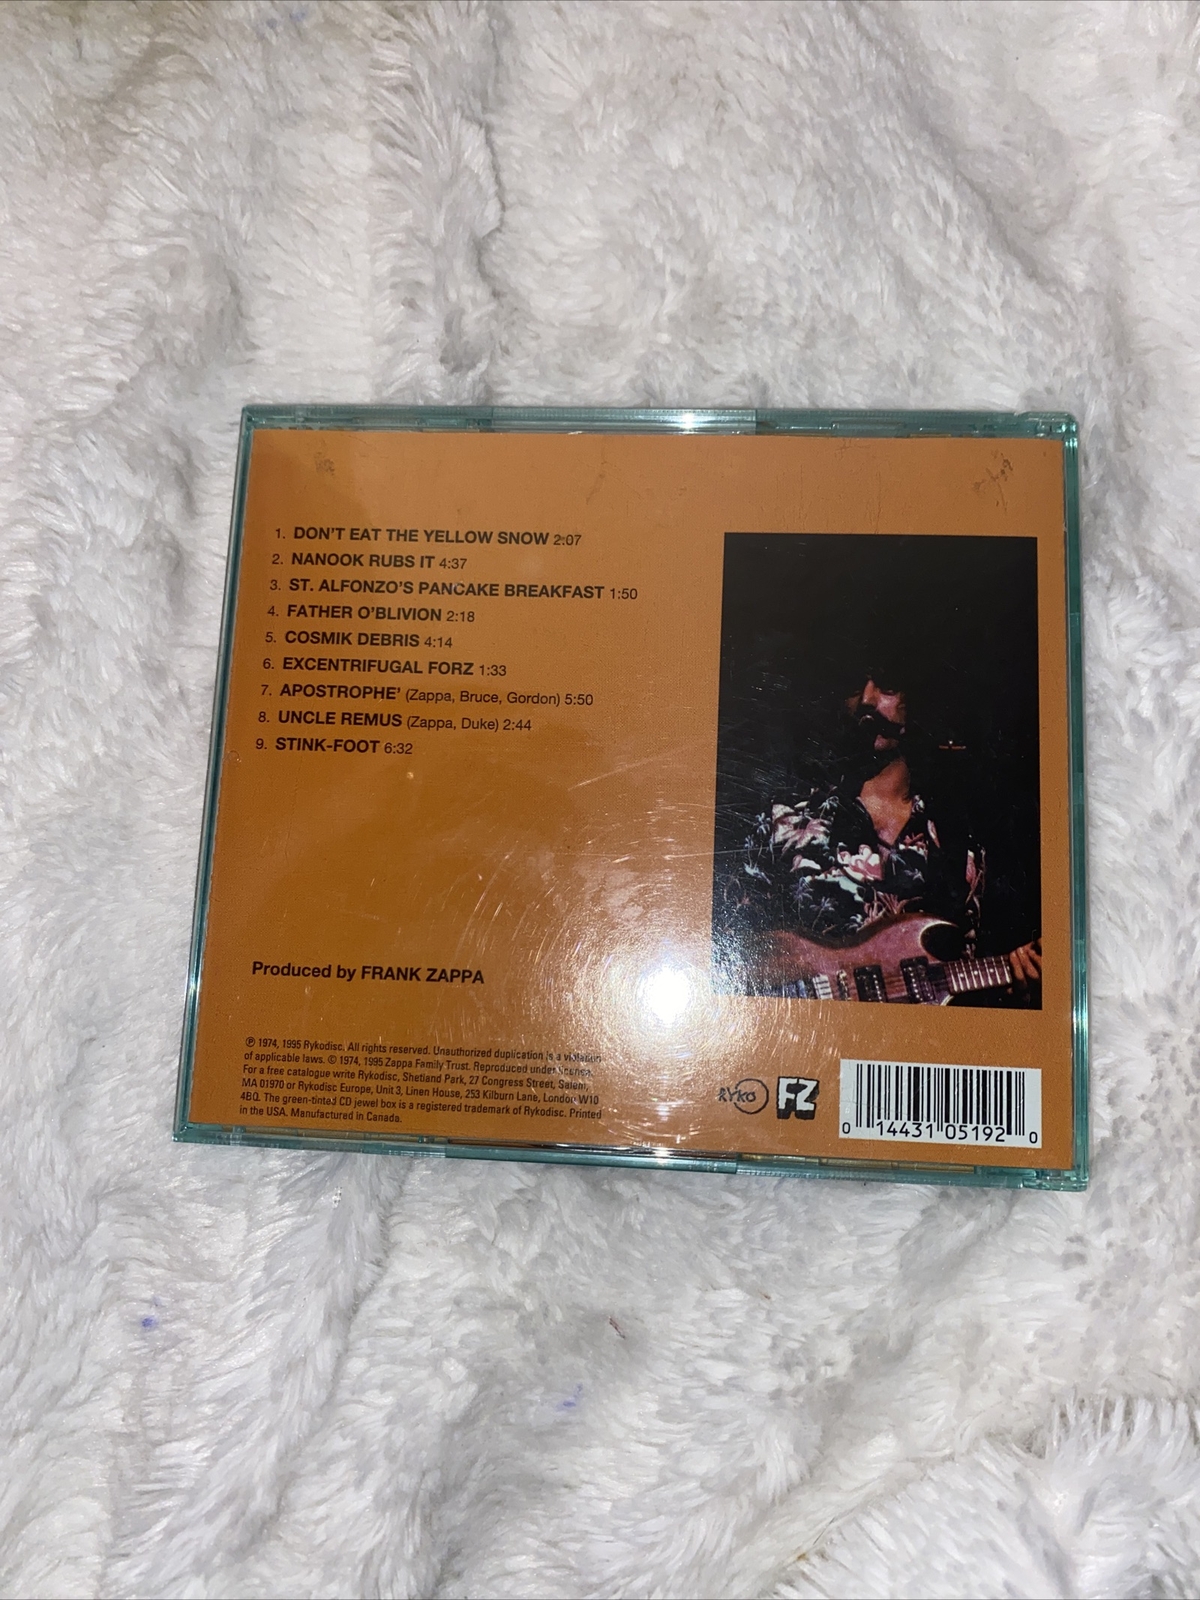 1. DON'T EAT THE YELLOW SNOW 2:07
2. NANOOK RUBS IT 4:37
3. ST. ALFONZO'S PANCAKE BREAKFAST 1:50
4. FATHER O'BLIVION 2:18
5. COSMIK DEBRIS 4:14
6. EXCENTRIFUGAL FORZ 1:33
7. APOSTROPHE' (Zappa, Bruce, Gordon) 5:50
8. UNCLE REMUS (Zappa, Duke) 2:44
9. STINK-FOOT 6:32
Produced by FRANK ZAPPA
℗ 1974, 1995 Rykodisc. All rights reserved. Unauthorized duplication is a violation
of applicable laws. © 1974, 1995 Zappa Family Trust. Reproduced under license.
For a free catalogue write Rykodisc, Shetland Park, 27 Congress Street, Salem,
MA 01970 or Rykodisc Europe, Unit 3, Linen House, 253 Kilburn Lane, London W10
4BQ. The green-tinted CD jewel box is a registered trademark of Rykodisc. Printed
in the USA. Manufactured in Canada.
RYKO
FZ
0 14431 05192 0